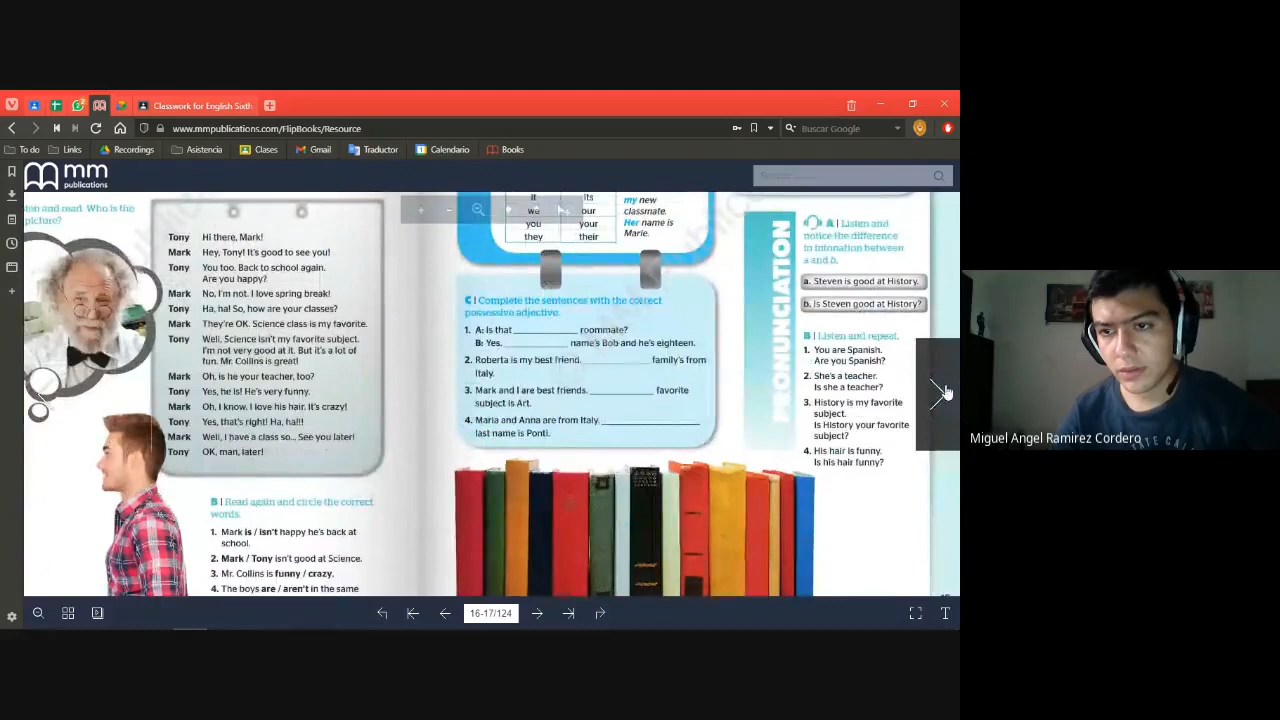 Classwork for English Sixth
www.mmpublications.com/FlipBooks/Resource
Buscar Google
To do
Links
Recordings
Asistencia
Clases
Gmail
Traductor
Calendario
Books
mm
publications
and read. Who is the
picture?
Tony Hi there, Mark!
Mark Hey, Tony! It's good to see you!
Tony You too. Back to school again.
Are you happy?
Mark No, I'm not. I love spring break!
Tony Ha, ha! So, how are your classes?
Mark They're OK. Science class is my favorite.
Tony Well, Science isn't my favorite subject.
I'm not very good at it. But it's a lot of
fun. Mr. Collins is great!
Mark Oh, is he your teacher, too?
Tony Yes, he is! He's very funny.
Mark Oh, I know. I love his hair. It's crazy!
Tony Yes, that's right! Ha, ha!!!
Mark Well, I have a class so... See you later!
Tony OK, man, later!
B | Read again and circle the correct
words.
1. Mark is / isn't happy he's back at
school.
2. Mark / Tony isn't good at Science.
3. Mr. Collins is funny / crazy.
4. The boys are / aren't in the same
it its
we our
you your
they their
my new
classmate.
Her name is
Marie.
C | Complete the sentences with the correct
possessive adjective.
1. A: Is that ____________ roommate?
B: Yes. ____________ name's Bob and he's eighteen.
2. Roberta is my best friend. ____________ family's from
Italy.
3. Mark and I are best friends. ____________ favorite
subject is Art.
4. Maria and Anna are from Italy. ____________
last name is Ponti.
PRONUNCIATION
A | Listen and
notice the difference
in intonation between
a and b.
a. Steven is good at History.
b. Is Steven good at History?
B | Listen and repeat.
1. You are Spanish.
Are you Spanish?
2. She's a teacher.
Is she a teacher?
3. History is my favorite
subject.
Is History your favorite
subject?
4. His hair is funny.
Is his hair funny?
16-17/124
Miguel Angel Ramirez Cordero